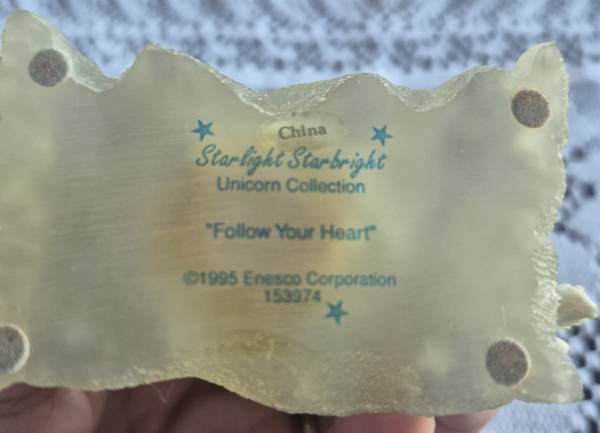 China
Starlight Starbright
Unicorn Collection
"Follow Your Heart"
©1995 Enesco Corporation
153974